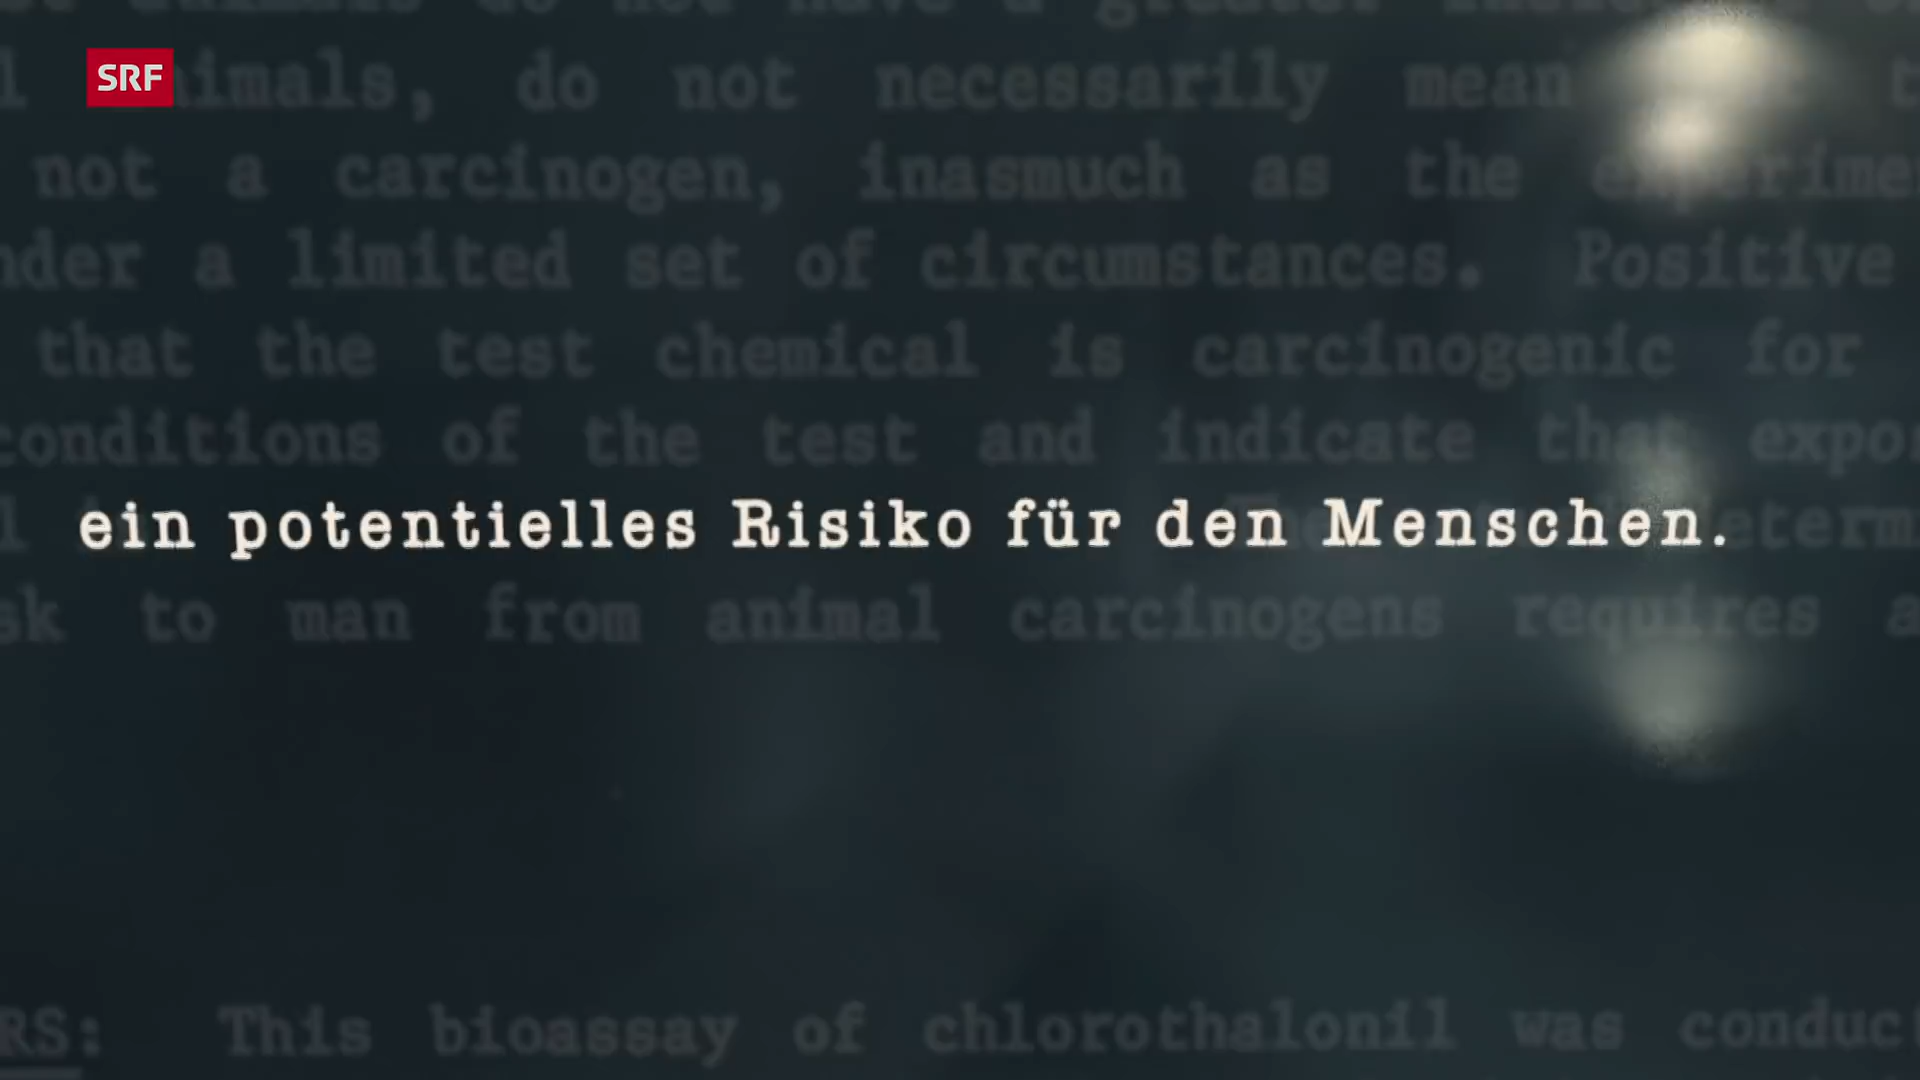 SRF
animals, do not necessarily mean
not a carcinogen, inasmuch as the
a limited set of circumstances. Positive
that the test chemical is carcinogenic for
conditions of the test and indicate that
ein potentielles Risiko für den Menschen.
to man from animal carcinogens requires
RS: This bioassay of chlorothalonil was